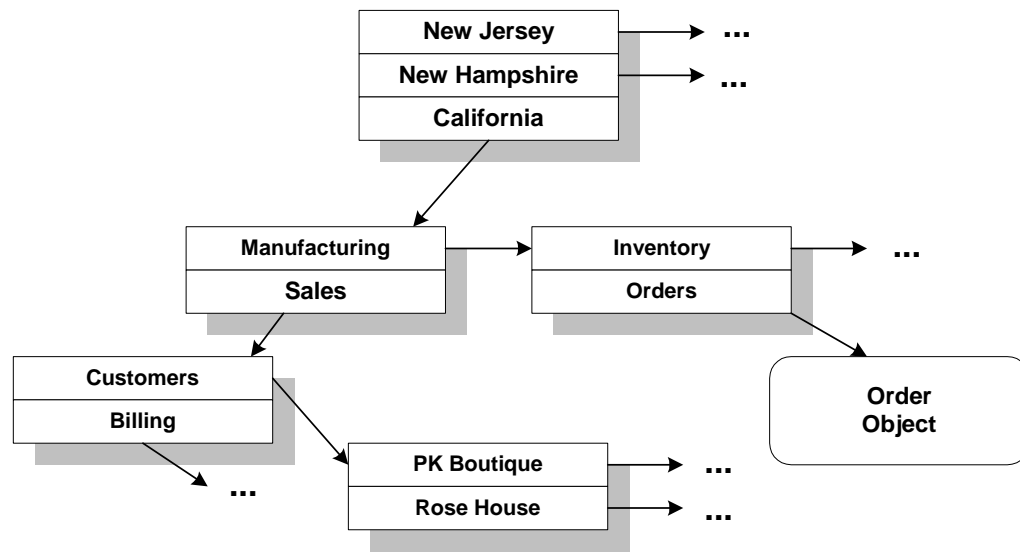 New Jersey
...
New Hampshire
...
California
Manufacturing
Inventory
...
Sales
Orders
Customers
Order
Object
Billing
PK Boutique
...
...
Rose House
...